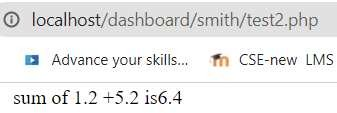 localhost/dashboard/smith/test2.php
Advance your skills... CSE-new LMS
sum of 1.2 +5.2 is6.4